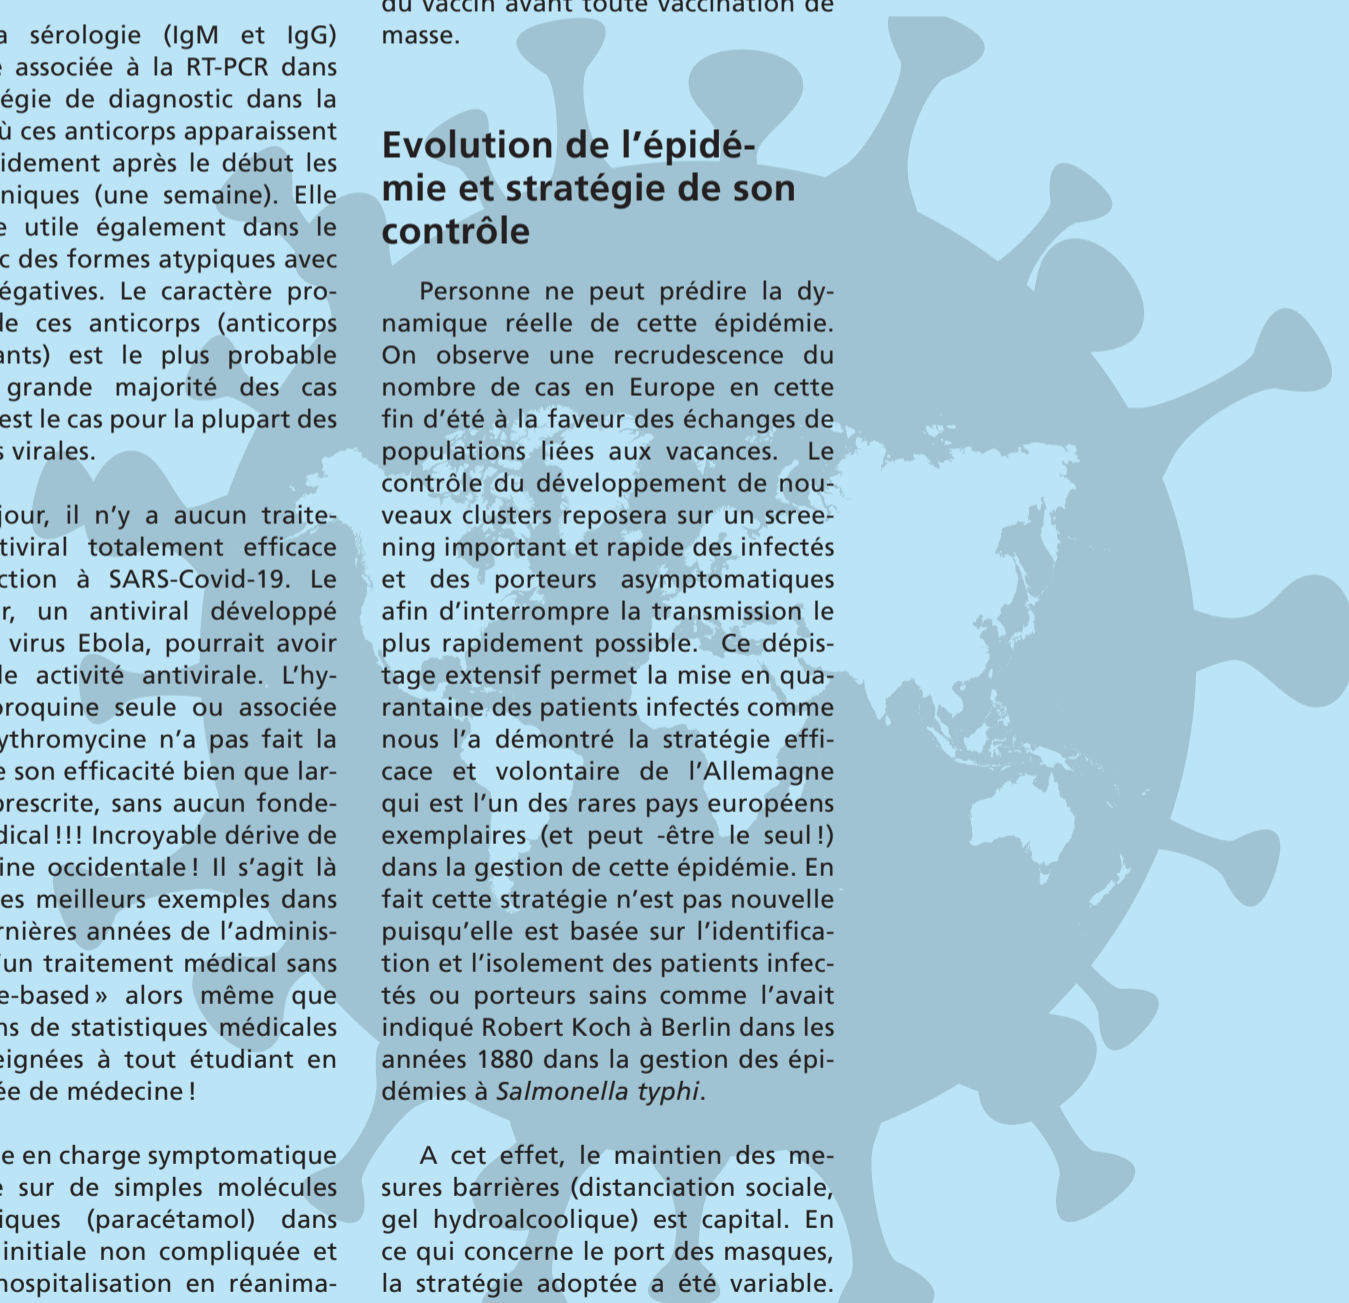 a sérologie (IgM et IgG)
associée à la RT-PCR dans
égie de diagnostic dans la
ù ces anticorps apparaissent
idement après le début les
niques (une semaine). Elle
e utile également dans le
c des formes atypiques avec
égatives. Le caractère pro-
de ces anticorps (anticorps
ants) est le plus probable
grande majorité des cas
est le cas pour la plupart des
s virales.
jour, il n’y a aucun traite-
tiviral totalement efficace
ction à SARS-Covid-19. Le
r, un antiviral développé
virus Ebola, pourrait avoir
le activité antivirale. L’hy-
oroquine seule ou associée
ythromycine n’a pas fait la
e son efficacité bien que lar-
prescrite, sans aucun fonde-
dical !!! Incroyable dérive de
ine occidentale ! Il s’agit là
es meilleurs exemples dans
rnières années de l’adminis-
’un traitement médical sans
e-based » alors même que
ns de statistiques médicales
eignées à tout étudiant en
ée de médecine !
e en charge symptomatique
e sur de simples molécules
iques (paracétamol) dans
initiale non compliquée et
hospitalisation en réanima-
du vaccin avant toute vaccination de
masse.
Evolution de l’épidé-
mie et stratégie de son
contrôle
Personne ne peut prédire la dy-
namique réelle de cette épidémie.
On observe une recrudescence du
nombre de cas en Europe en cette
fin d’été à la faveur des échanges de
populations liées aux vacances. Le
contrôle du développement de nou-
veaux clusters reposera sur un scree-
ning important et rapide des infectés
et des porteurs asymptomatiques
afin d’interrompre la transmission le
plus rapidement possible. Ce dépis-
tage extensif permet la mise en qua-
rantaine des patients infectés comme
nous l’a démontré la stratégie effi-
cace et volontaire de l’Allemagne
qui est l’un des rares pays européens
exemplaires (et peut -être le seul !)
dans la gestion de cette épidémie. En
fait cette stratégie n’est pas nouvelle
puisqu’elle est basée sur l’identifica-
tion et l’isolement des patients infec-
tés ou porteurs sains comme l’avait
indiqué Robert Koch à Berlin dans les
années 1880 dans la gestion des épi-
démies à Salmonella typhi.
A cet effet, le maintien des me-
sures barrières (distanciation sociale,
gel hydroalcoolique) est capital. En
ce qui concerne le port des masques,
la stratégie adoptée a été variable.